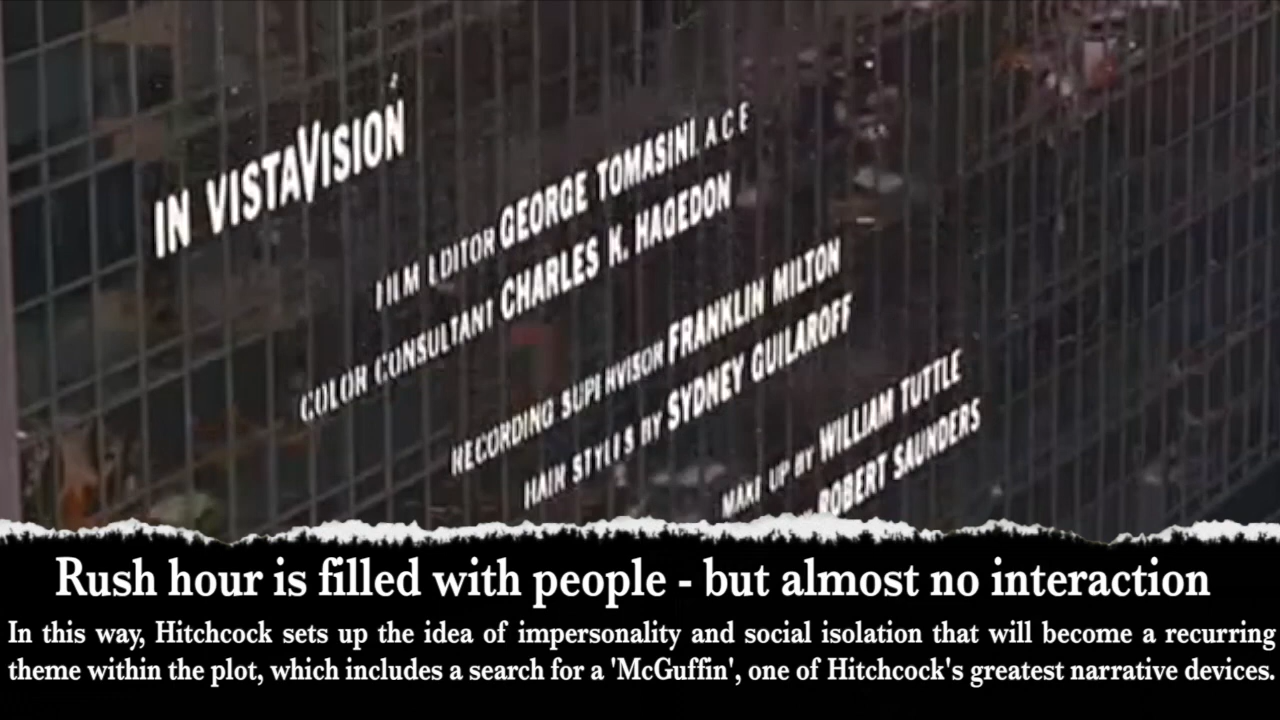 IN VISTAVISION
FILM EDITOR GEORGE TOMASINI, A C E
COLOR CONSULTANT CHARLES K. HAGEDON
RECORDING SUPERVISOR FRANKLIN MILTON
HAIR STYLES BY SYDNEY GUILAROFF
MAKE UP BY WILLIAM TUTTLE
ROBERT SAUNDERS
Rush hour is filled with people - but almost no interaction
In this way, Hitchcock sets up the idea of impersonality and social isolation that will become a recurring
theme within the plot, which includes a search for a 'McGuffin', one of Hitchcock's greatest narrative devices.